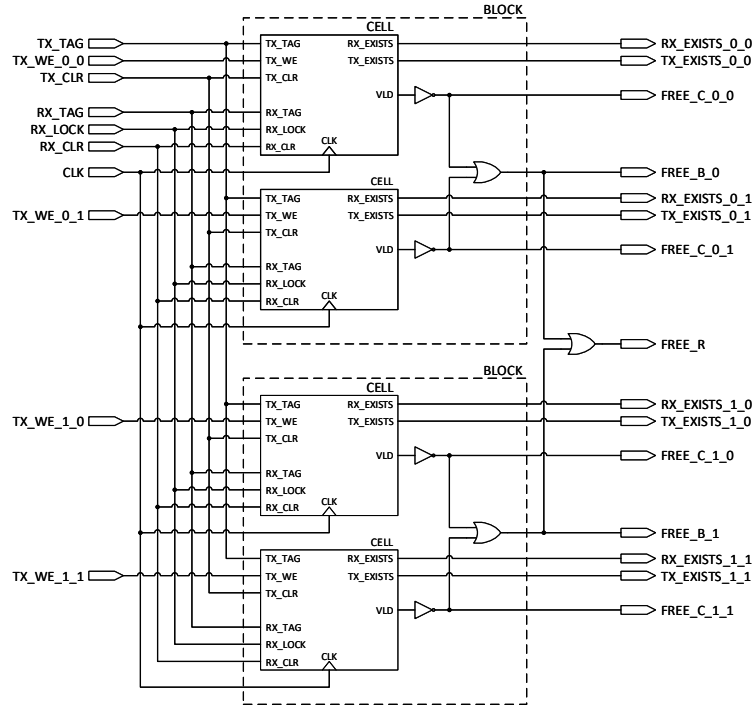 BLOCK
CELL
TX_TAG TX_TAG RX_EXISTS RX_EXISTS_0_0
TX_WE_0_0 TX_WE TX_EXISTS TX_EXISTS_0_0
TX_CLR TX_CLR
VLD FREE_C_0_0
RX_TAG RX_TAG
RX_LOCK RX_LOCK
RX_CLR RX_CLR CLK
CLK FREE_B_0
CELL
TX_TAG RX_EXISTS RX_EXISTS_0_1
TX_WE_0_1 TX_WE TX_EXISTS TX_EXISTS_0_1
TX_CLR
VLD FREE_C_0_1
RX_TAG
RX_LOCK
RX_CLR CLK
FREE_R
BLOCK
CELL
TX_TAG RX_EXISTS RX_EXISTS_1_0
TX_WE_1_0 TX_WE TX_EXISTS TX_EXISTS_1_0
TX_CLR
VLD FREE_C_1_0
RX_TAG
RX_LOCK
RX_CLR CLK
FREE_B_1
CELL
TX_TAG RX_EXISTS RX_EXISTS_1_1
TX_WE_1_1 TX_WE TX_EXISTS TX_EXISTS_1_1
TX_CLR
VLD FREE_C_1_1
RX_TAG
RX_LOCK
RX_CLR CLK